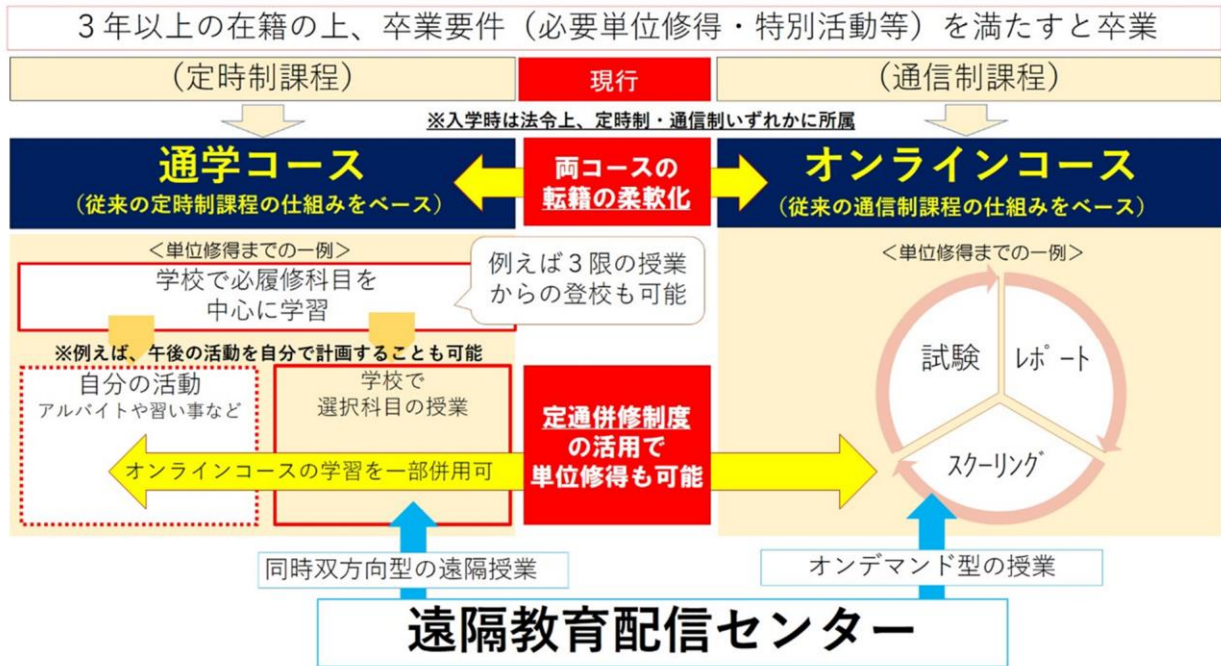 ３年以上の在籍の上、卒業要件（必要単位修得・特別活動等）を満たすと卒業
（定時制課程）
現行
（通信制課程）
※入学時は法令上、定時制・通信制いずれかに所属
通学コース
（従来の定時制課程の仕組みをベース）
両コースの
転籍の柔軟化
オンラインコース
（従来の通信制課程の仕組みをベース）
＜単位修得までの一例＞
学校で必履修科目を
中心に学習
例えば３限の授業
からの登校も可能
※例えば、午後の活動を自分で計画することも可能
自分の活動
アルバイトや習い事など
学校で
選択科目の授業
オンラインコースの学習を一部併用可
定通併修制度
の活用で
単位修得も可能
＜単位修得までの一例＞
試験
ﾚﾎﾟｰﾄ
ｽｸｰﾘﾝｸﾞ
同時双方向型の遠隔授業
オンデマンド型の授業
遠隔教育配信センター